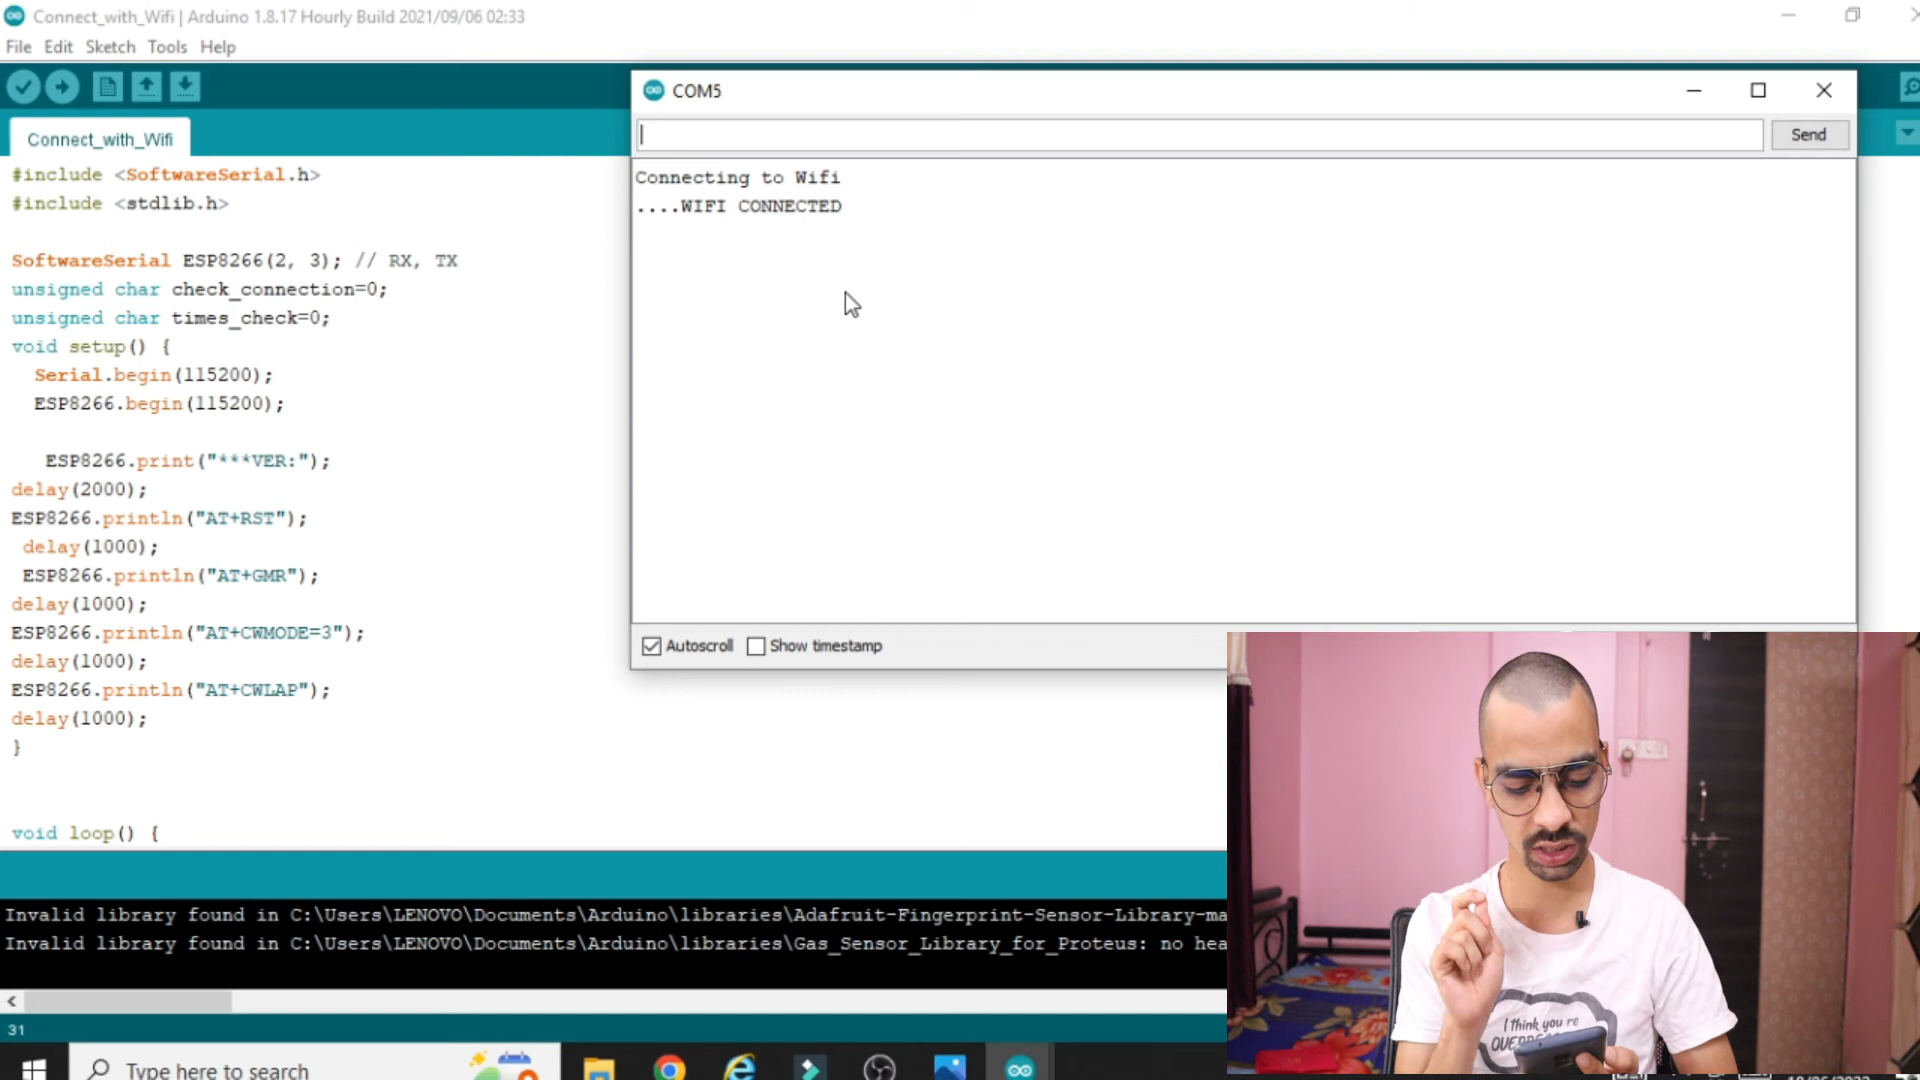 Connect_with_Wifi | Arduino 1.8.17 Hourly Build 2021/09/06 02:33
File Edit Sketch Tools Help
Connect_with_Wifi
#include <SoftwareSerial.h>
#include <stdlib.h>
SoftwareSerial ESP8266(2, 3); // RX, TX
unsigned char check_connection=0;
unsigned char times_check=0;
void setup() {
Serial.begin(115200);
ESP8266.begin(115200);
ESP8266.print("***VER:");
delay(2000);
ESP8266.println("AT+RST");
delay(1000);
ESP8266.println("AT+GMR");
delay(1000);
ESP8266.println("AT+CWMODE=3");
delay(1000);
ESP8266.println("AT+CWLAP");
delay(1000);
}
void loop() {
COM5
Send
Connecting to Wifi
....WIFI CONNECTED
Autoscroll Show timestamp
Invalid library found in C:\Users\LENOVO\Documents\Arduino\libraries\Adafruit-Fingerprint-Sensor-Library-ma
Invalid library found in C:\Users\LENOVO\Documents\Arduino\libraries\Gas_Sensor_Library_for_Proteus: no hea
31
Type here to search
I think you're